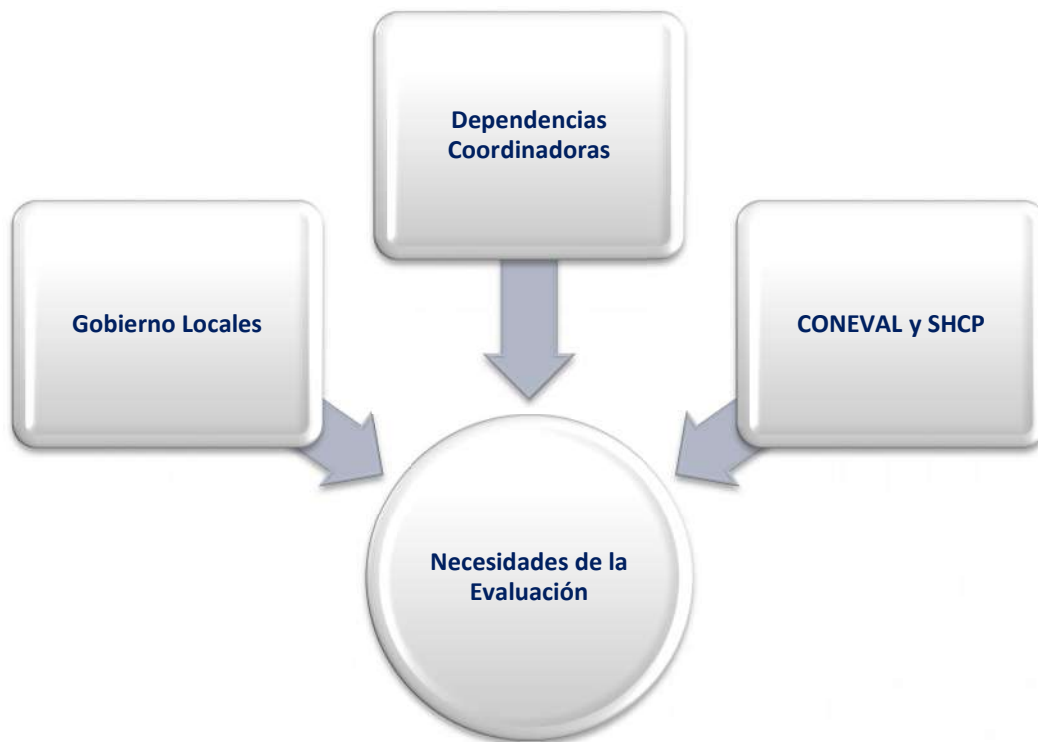 Dependencias
Coordinadoras
Gobierno Locales
CONEVAL y SHCP
Necesidades de la
Evaluación